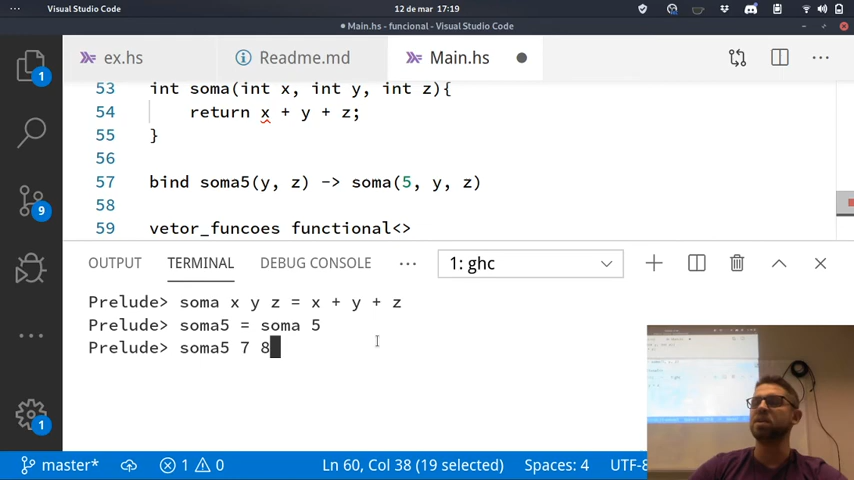 Visual Studio Code
12 de mar 17:19
Main.hs - funcional - Visual Studio Code
ex.hs
Readme.md
Main.hs
53 int soma(int x, int y, int z){
54 return x + y + z;
55 }
56
57 bind soma5(y, z) -> soma(5, y, z)
58
59 vetor_funcoes functional<>
OUTPUT TERMINAL DEBUG CONSOLE ··· 1: ghc
Prelude> soma x y z = x + y + z
Prelude> soma5 = soma 5
Prelude> soma5 7 8
1
9
1
master* 1 0 Ln 60, Col 38 (19 selected) Spaces: 4 UTF-8